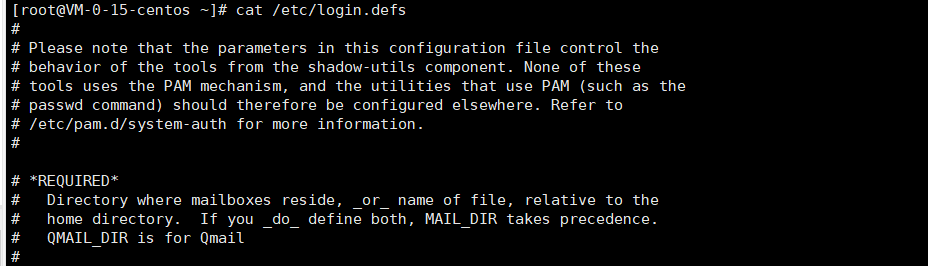 [root@VM-0-15-centos ~]# cat /etc/login.defs
#
# Please note that the parameters in this configuration file control the
# behavior of the tools from the shadow-utils component. None of these
# tools uses the PAM mechanism, and the utilities that use PAM (such as the
# passwd command) should therefore be configured elsewhere. Refer to
# /etc/pam.d/system-auth for more information.
#
# *REQUIRED*
#   Directory where mailboxes reside, _or_ name of file, relative to the
#   home directory.  If you _do_ define both, MAIL_DIR takes precedence.
#   QMAIL_DIR is for Qmail
#